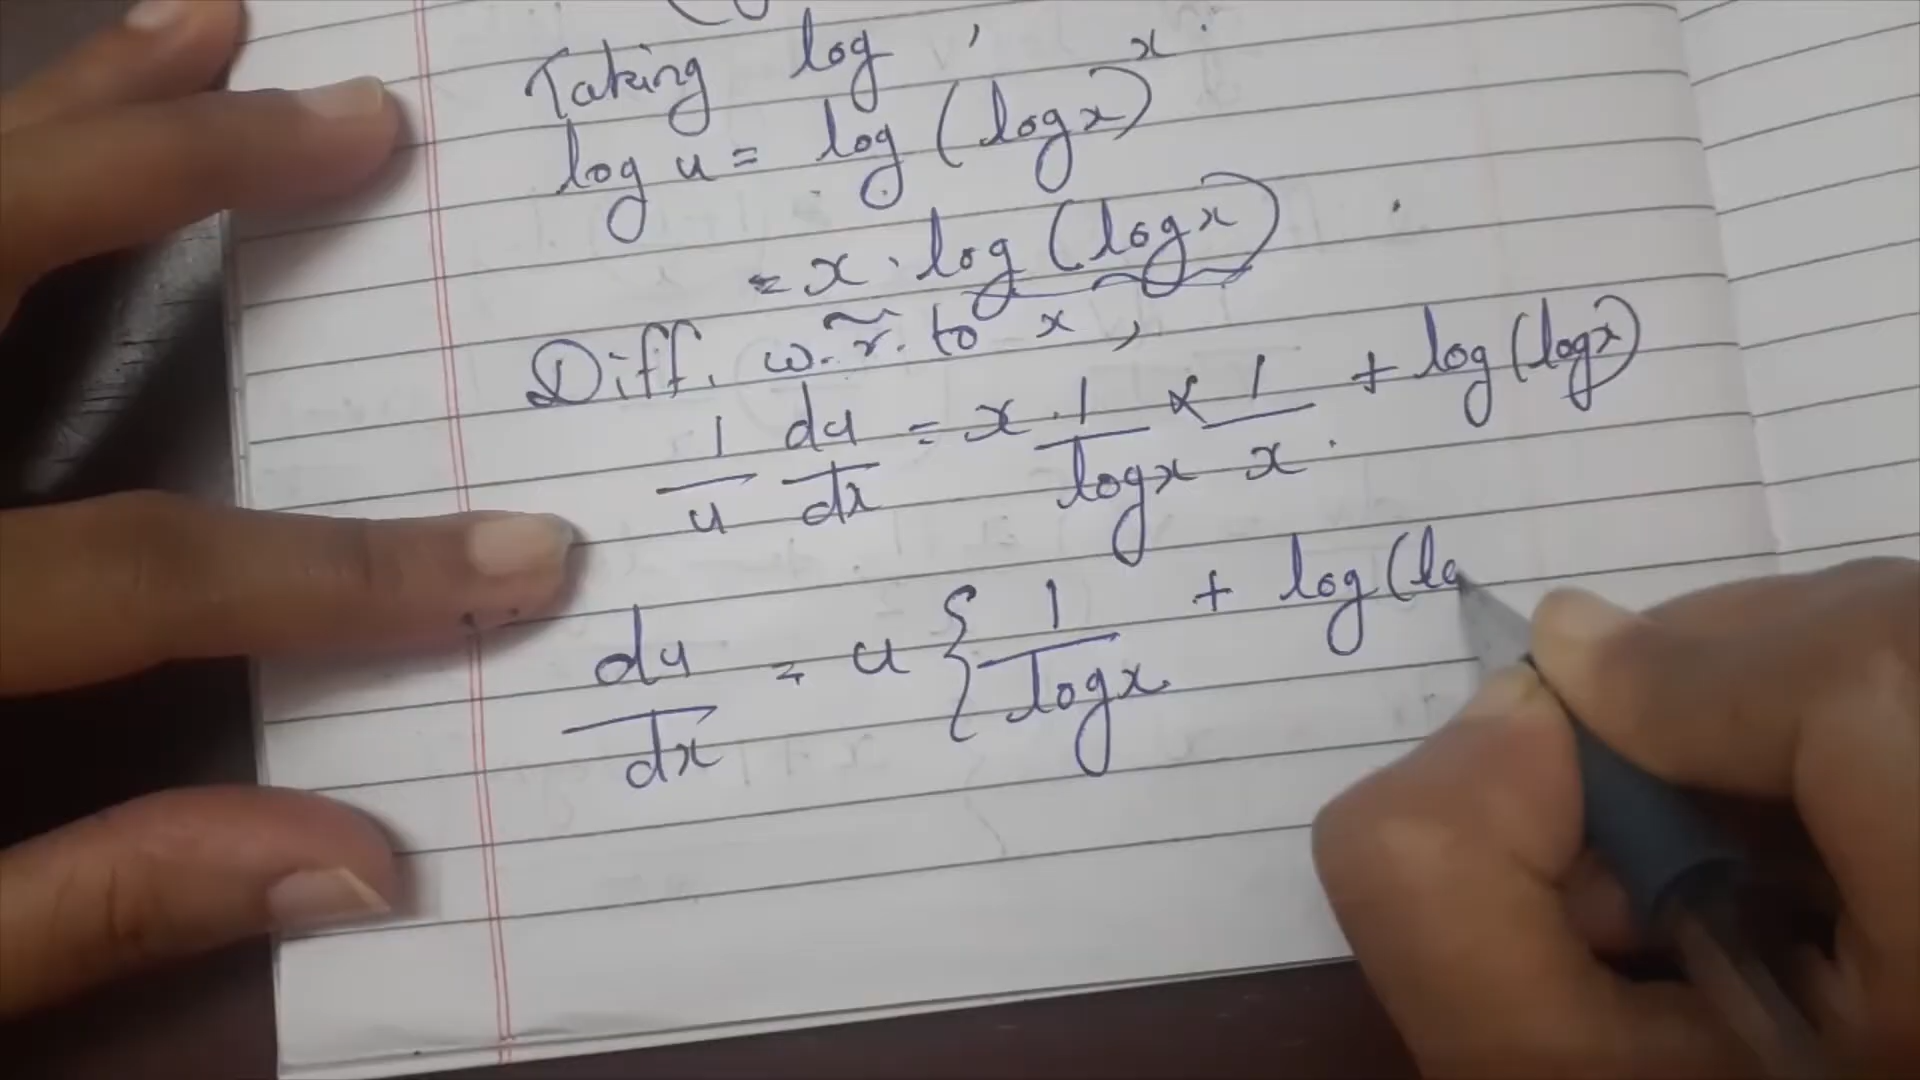 Taking log,
log u = log (log x)^x
= x · log (log x)
Diff. w.r. to x,
1/u du/dx = x · 1/log x × 1/x + log (log x)
du/dx = u { 1/log x + log (lo